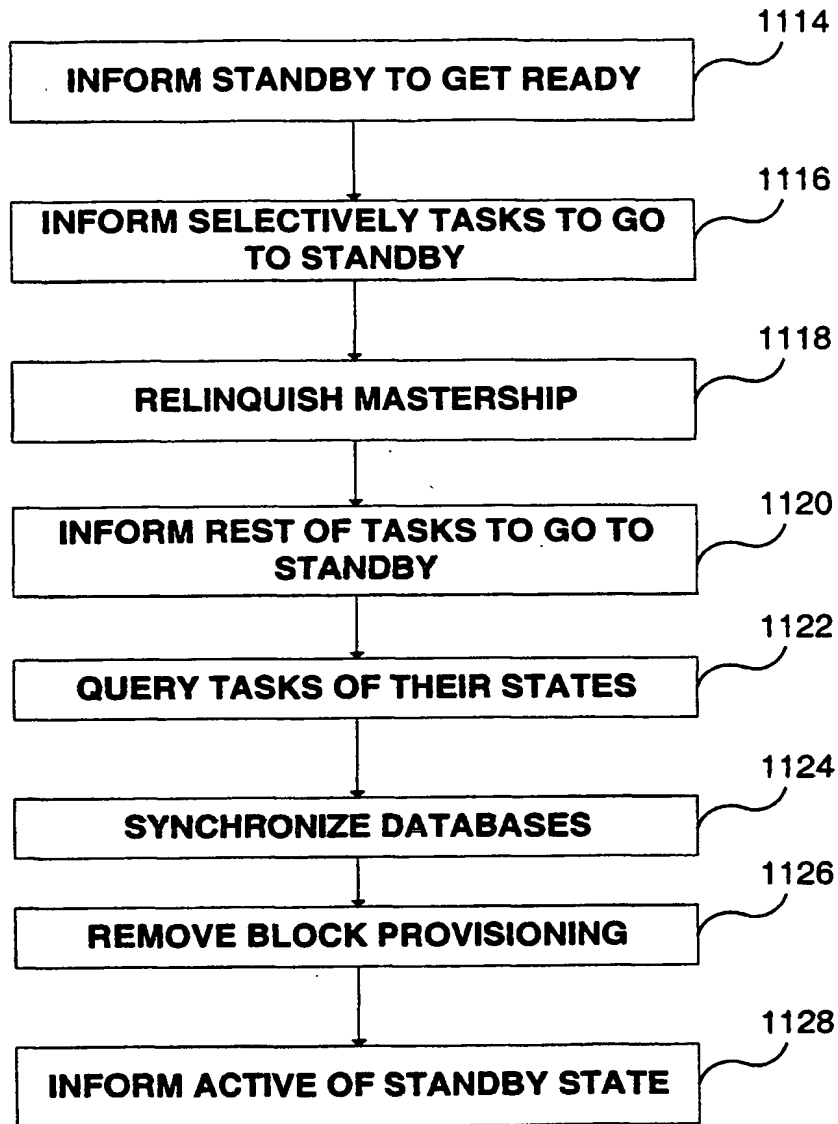 1114
INFORM STANDBY TO GET READY
1116
INFORM SELECTIVELY TASKS TO GO
TO STANDBY
1118
RELINQUISH MASTERSHIP
1120
INFORM REST OF TASKS TO GO TO
STANDBY
1122
QUERY TASKS OF THEIR STATES
1124
SYNCHRONIZE DATABASES
1126
REMOVE BLOCK PROVISIONING
1128
INFORM ACTIVE OF STANDBY STATE